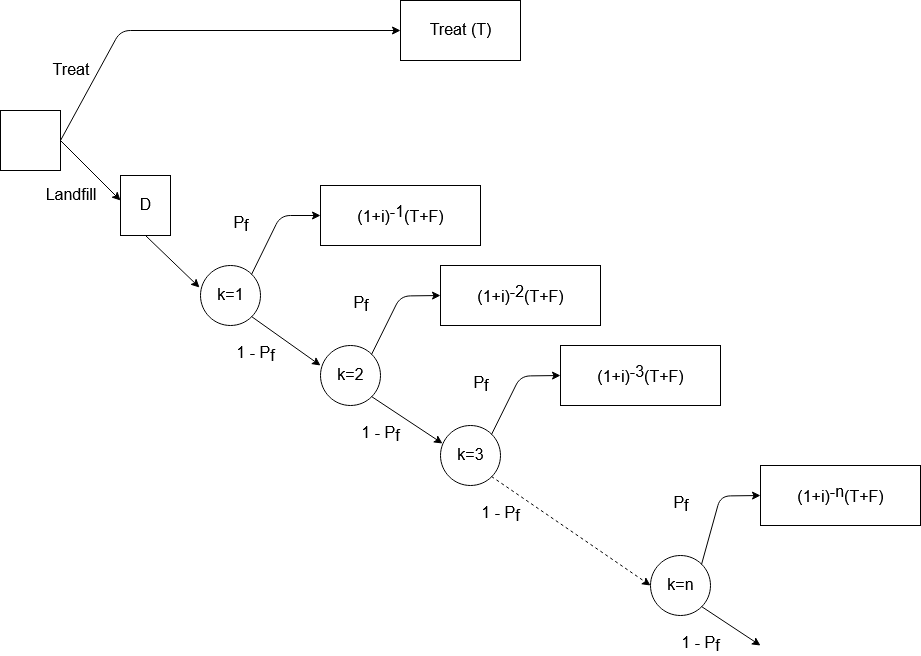 Treat (T)
Treat
Landfill
D
Pf
(1+i)-1(T+F)
k=1
Pf
(1+i)-2(T+F)
1 - Pf
k=2
Pf
(1+i)-3(T+F)
1 - Pf
k=3
Pf
(1+i)-n(T+F)
1 - Pf
k=n
1 - Pf